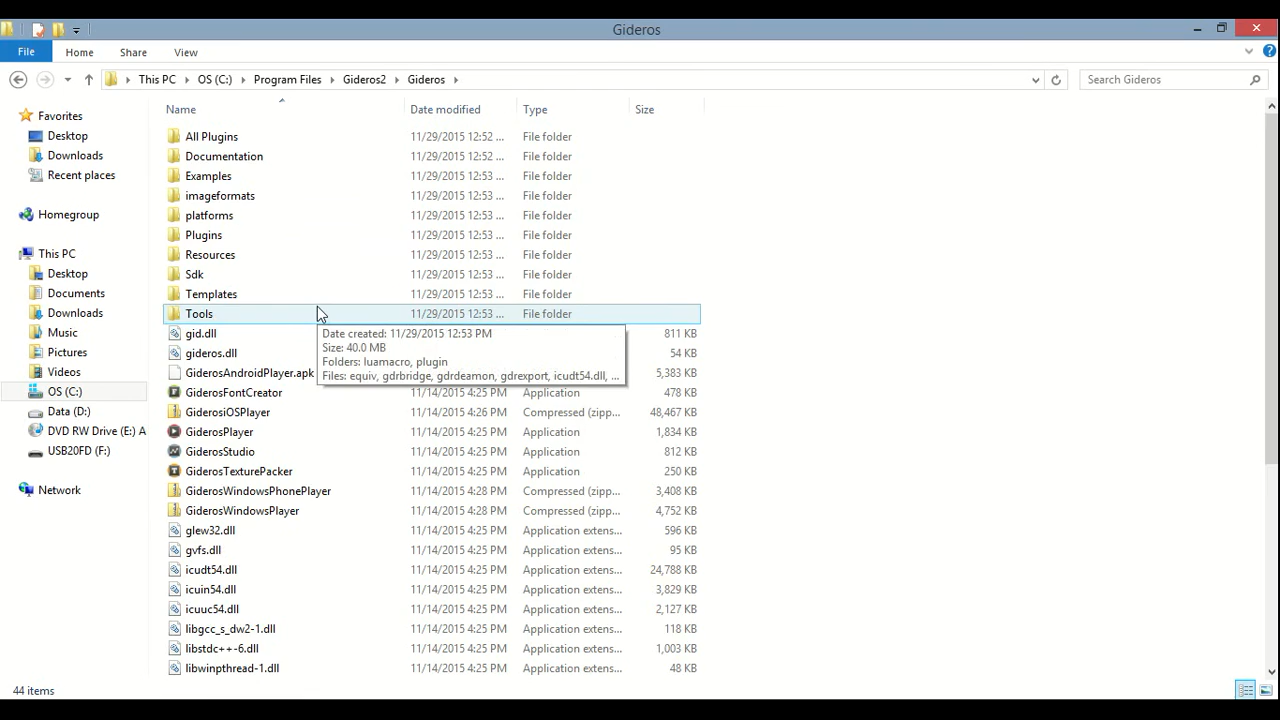 Gideros
File Home Share View
This PC OS (C:) Program Files Gideros2 Gideros Search Gideros
Name Date modified Type Size
Favorites
Desktop
Downloads
Recent places
Homegroup
This PC
Desktop
Documents
Downloads
Music
Pictures
Videos
OS (C:)
Data (D:)
DVD RW Drive (E:) A
USB20FD (F:)
Network
All Plugins 11/29/2015 12:52 ... File folder
Documentation 11/29/2015 12:52 ... File folder
Examples 11/29/2015 12:53 ... File folder
imageformats 11/29/2015 12:53 ... File folder
platforms 11/29/2015 12:53 ... File folder
Plugins 11/29/2015 12:53 ... File folder
Resources 11/29/2015 12:53 ... File folder
Sdk 11/29/2015 12:53 ... File folder
Templates 11/29/2015 12:53 ... File folder
Tools 11/29/2015 12:53 ... File folder
gid.dll 811 KB
gideros.dll 54 KB
GiderosAndroidPlayer.apk 5,383 KB
Date created: 11/29/2015 12:53 PM
Size: 40.0 MB
Folders: luamacro, plugin
Files: equiv, gdrbridge, gdrdeamon, gdrexport, icudt54.dll, ...
GiderosFontCreator 11/14/2015 4:25 PM Application 478 KB
GiderosiOSPlayer 11/14/2015 4:26 PM Compressed (zipp... 48,467 KB
GiderosPlayer 11/14/2015 4:25 PM Application 1,834 KB
GiderosStudio 11/14/2015 4:25 PM Application 812 KB
GiderosTexturePacker 11/14/2015 4:25 PM Application 250 KB
GiderosWindowsPhonePlayer 11/14/2015 4:28 PM Compressed (zipp... 3,408 KB
GiderosWindowsPlayer 11/14/2015 4:28 PM Compressed (zipp... 4,752 KB
glew32.dll 11/14/2015 4:25 PM Application extens... 596 KB
gvfs.dll 11/14/2015 4:25 PM Application extens... 95 KB
icudt54.dll 11/14/2015 4:25 PM Application extens... 24,788 KB
icuin54.dll 11/14/2015 4:25 PM Application extens... 3,829 KB
icuuc54.dll 11/14/2015 4:25 PM Application extens... 2,127 KB
libgcc_s_dw2-1.dll 11/14/2015 4:25 PM Application extens... 118 KB
libstdc++-6.dll 11/14/2015 4:25 PM Application extens... 1,003 KB
libwinpthread-1.dll 11/14/2015 4:25 PM Application extens... 48 KB
44 items